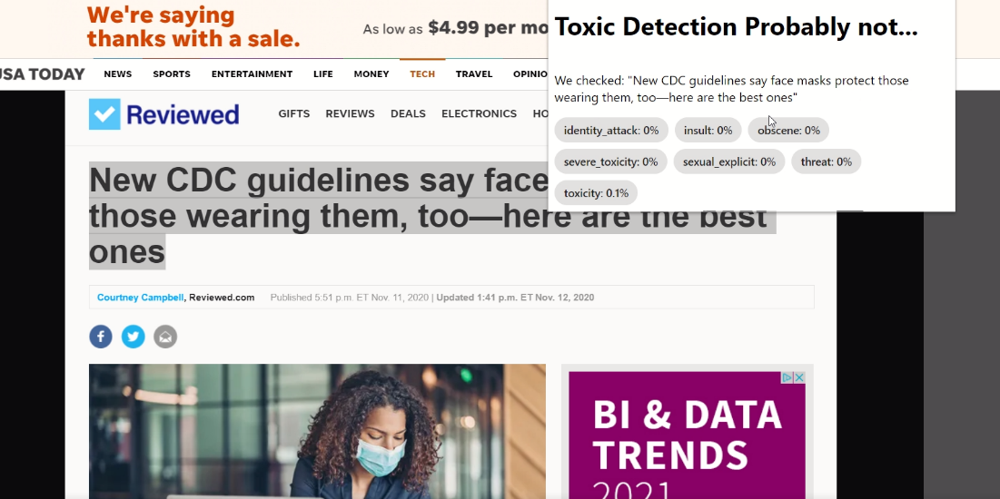 We're saying
thanks with a sale.
As low as $4.99 per mo
USA TODAY
NEWS SPORTS ENTERTAINMENT LIFE MONEY TECH TRAVEL OPINIO
Reviewed
GIFTS REVIEWS DEALS ELECTRONICS HO
Toxic Detection Probably not...
We checked: "New CDC guidelines say face masks protect those
wearing them, too—here are the best ones"
identity_attack: 0% insult: 0% obscene: 0%
severe_toxicity: 0% sexual_explicit: 0% threat: 0%
toxicity: 0.1%
New CDC guidelines say face
those wearing them, too—here are the best
ones
Courtney Campbell, Reviewed.com Published 5:51 p.m. ET Nov. 11, 2020 | Updated 1:41 p.m. ET Nov. 12, 2020
BI & DATA
TRENDS
2021